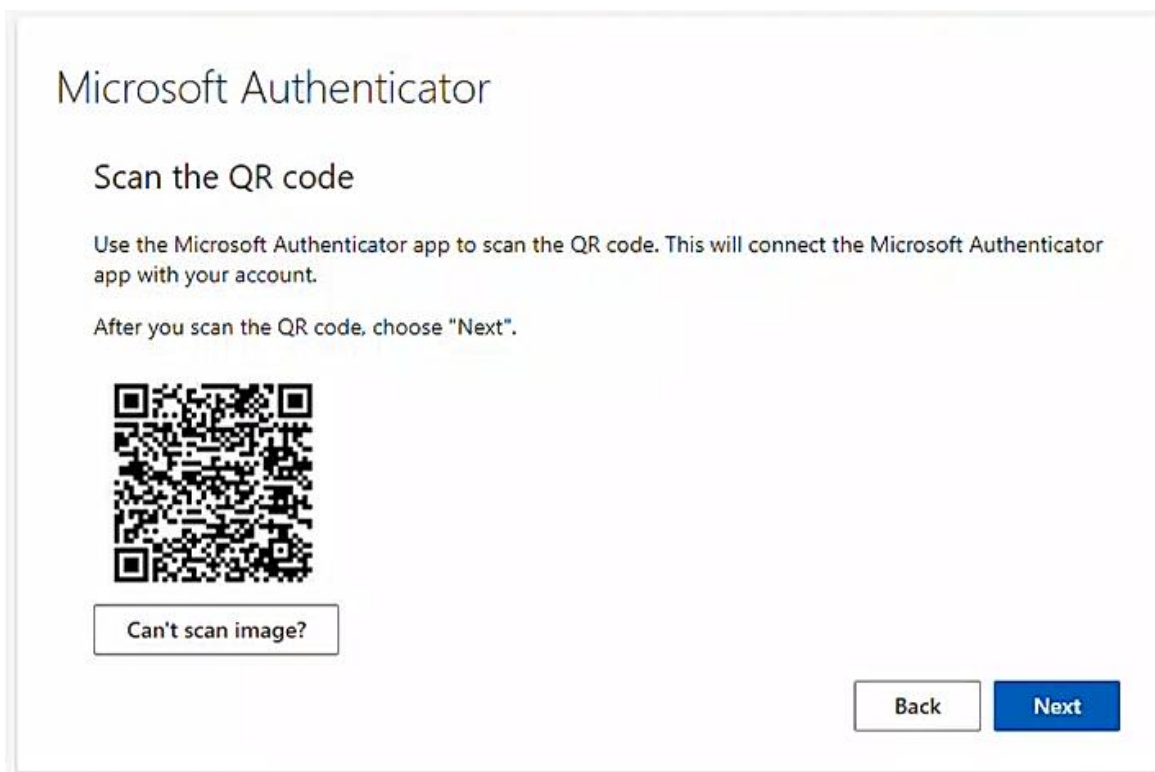 Microsoft Authenticator
Scan the QR code
Use the Microsoft Authenticator app to scan the QR code. This will connect the Microsoft Authenticator
app with your account.
After you scan the QR code, choose "Next".
Can't scan image?
Back
Next